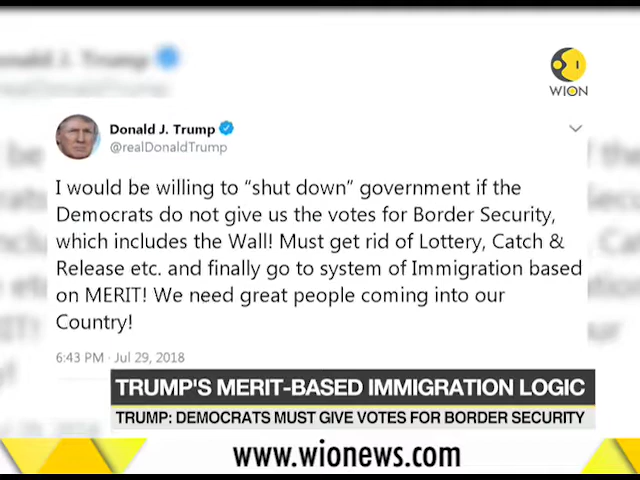 WION
Donald J. Trump
@realDonaldTrump
I would be willing to “shut down” government if the
Democrats do not give us the votes for Border Security,
which includes the Wall! Must get rid of Lottery, Catch &
Release etc. and finally go to system of Immigration based
on MERIT! We need great people coming into our
Country!
6:43 PM · Jul 29, 2018
TRUMP'S MERIT-BASED IMMIGRATION LOGIC
TRUMP: DEMOCRATS MUST GIVE VOTES FOR BORDER SECURITY
www.wionews.com